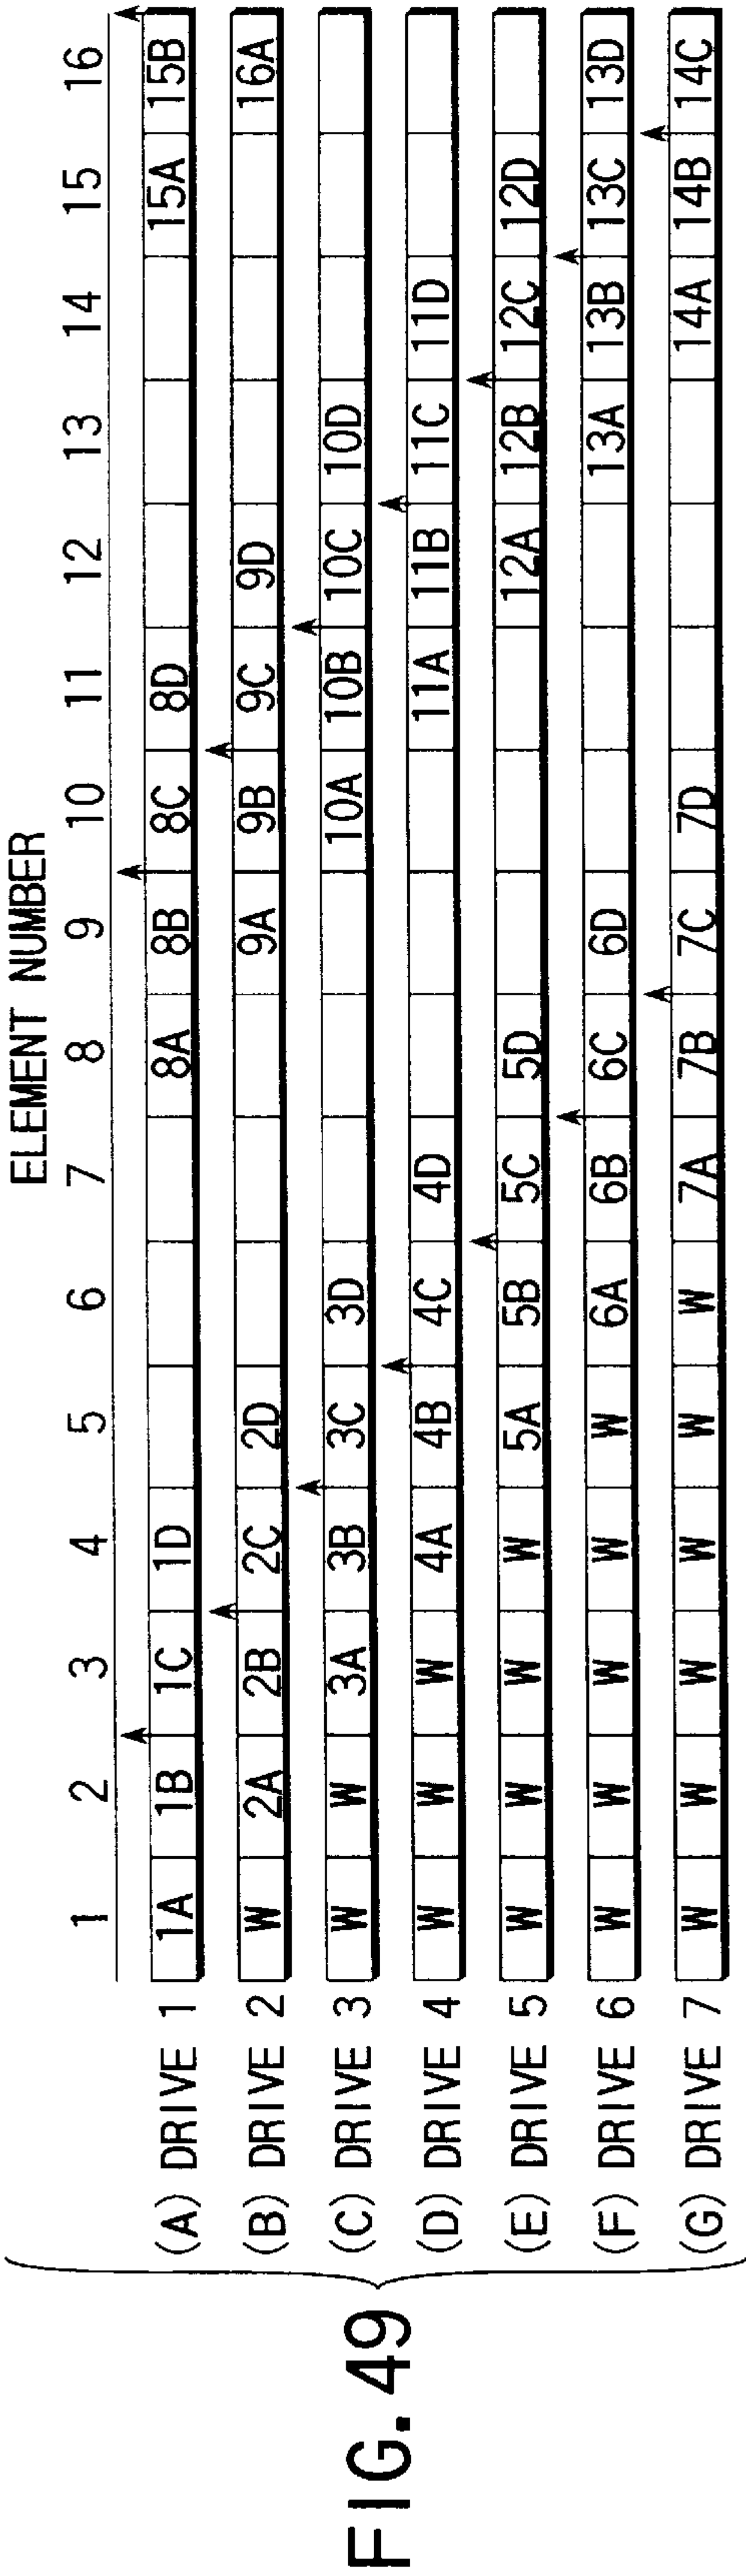 ELEMENT NUMBER
1 2 3 4 5 6 7 8 9 10 11 12 13 14 15 16
(A) DRIVE 1 1A 1B 1C 1D 8A 8B 8C 8D 15A 15B
(B) DRIVE 2 W 2A 2B 2C 2D 9A 9B 9C 9D 16A
(C) DRIVE 3 W W 3A 3B 3C 3D 10A 10B 10C 10D
(D) DRIVE 4 W W W 4A 4B 4C 4D 11A 11B 11C 11D
(E) DRIVE 5 W W W W 5A 5B 5C 5D 12A 12B 12C 12D
(F) DRIVE 6 W W W W W 6A 6B 6C 6D 13A 13B 13C 13D
(G) DRIVE 7 W W W W W W 7A 7B 7C 7D 14A 14B 14C
FIG. 49